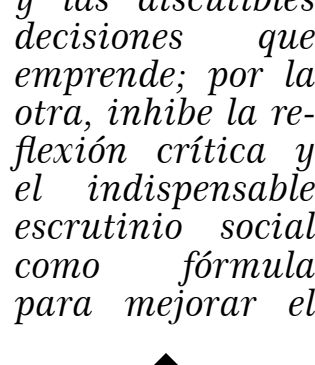 y las discutibles
decisiones que
emprende; por la
otra, inhibe la re-
flexión crítica y
el indispensable
escrutinio social
como fórmula
para mejorar el